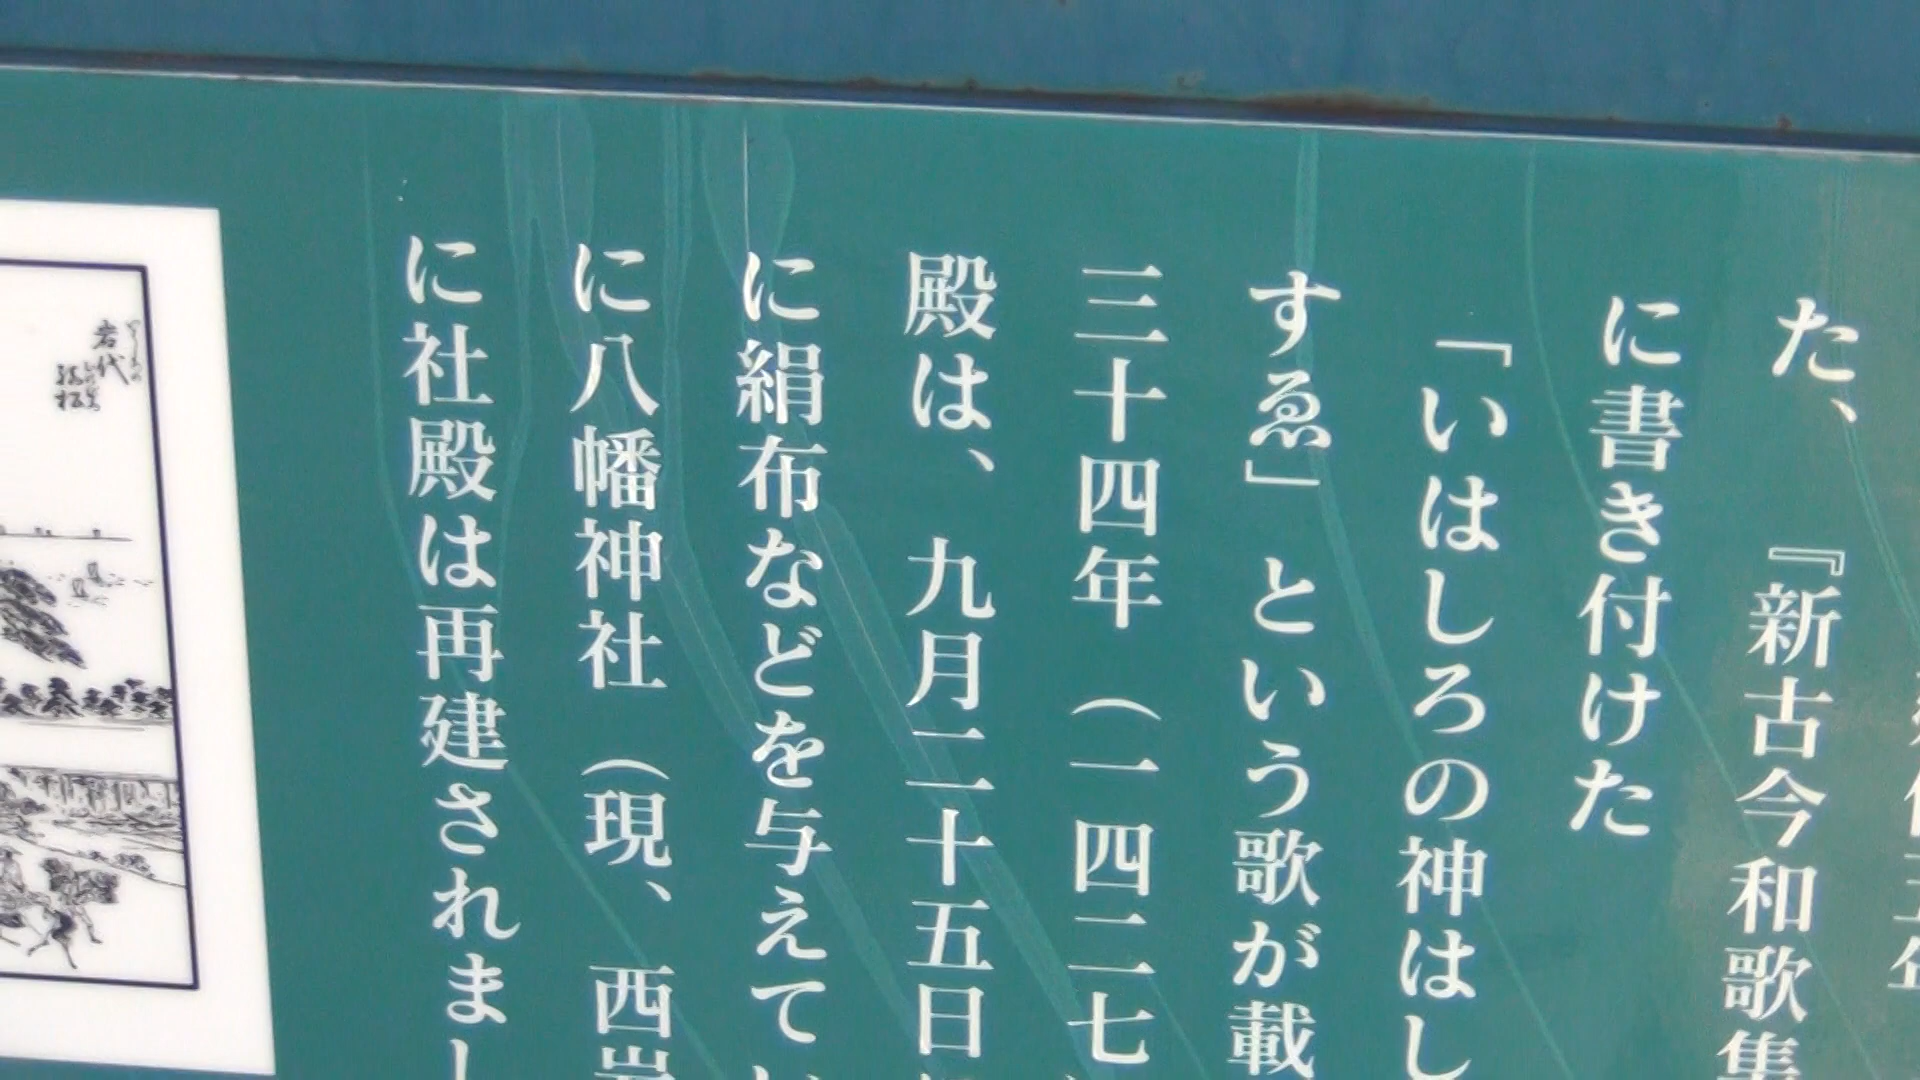 た、『新古今和歌集
に書き付けた
「いはしろの神はし
すゑ」という歌が載
三十四年（一四二七
殿は、九月二十五日
に絹布などを与えて
に八幡神社（現、西岩
に社殿は再建されまし
岩代